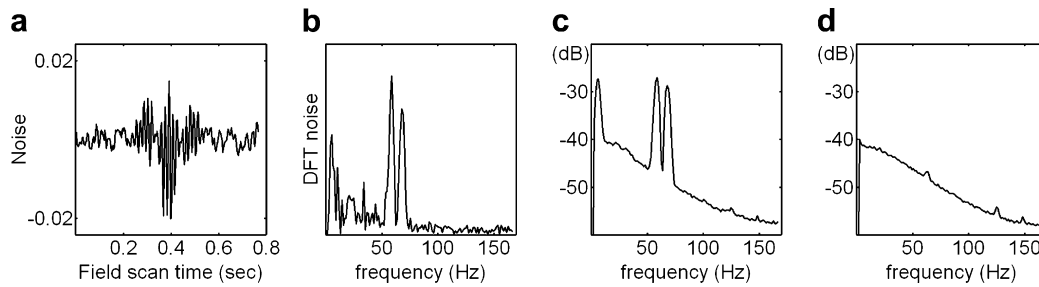 a
0.02
-0.02
Noise
0.2 0.4 0.6 0.8
Field scan time (sec)
b
DFT noise
50 100 150
frequency (Hz)
c
(dB)
-30
-40
-50
50 100 150
frequency (Hz)
d
(dB)
-30
-40
-50
50 100 150
frequency (Hz)